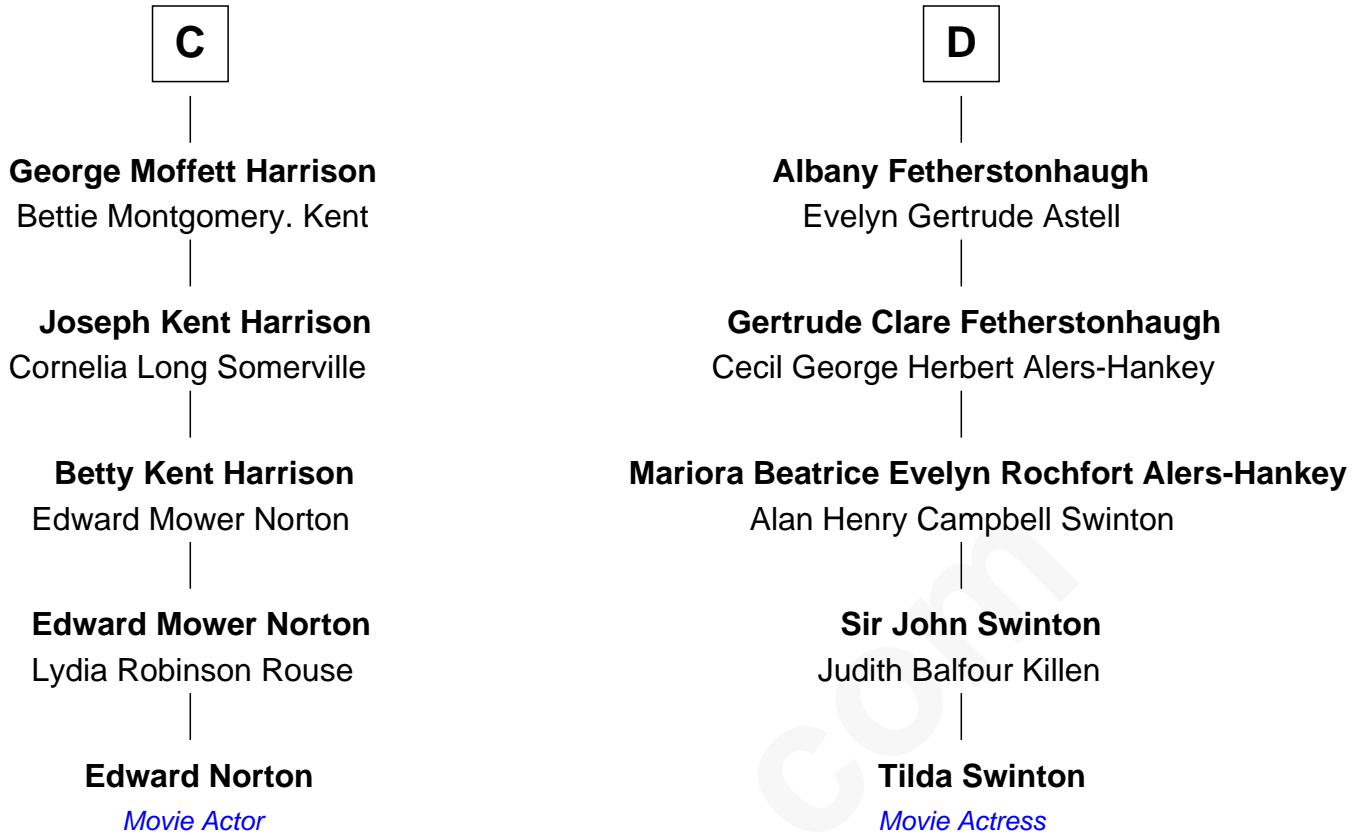 C
George Moffett Harrison
Bettie Montgomery. Kent
Joseph Kent Harrison
Cornelia Long Somerville
Betty Kent Harrison
Edward Mower Norton
Edward Mower Norton
Lydia Robinson Rouse
Edward Norton
Movie Actor
D
Albany Fetherstonhaugh
Evelyn Gertrude Astell
Gertrude Clare Fetherstonhaugh
Cecil George Herbert Alers-Hankey
Mariora Beatrice Evelyn Rochfort Alers-Hankey
Alan Henry Campbell Swinton
Sir John Swinton
Judith Balfour Killen
Tilda Swinton
Movie Actress
com